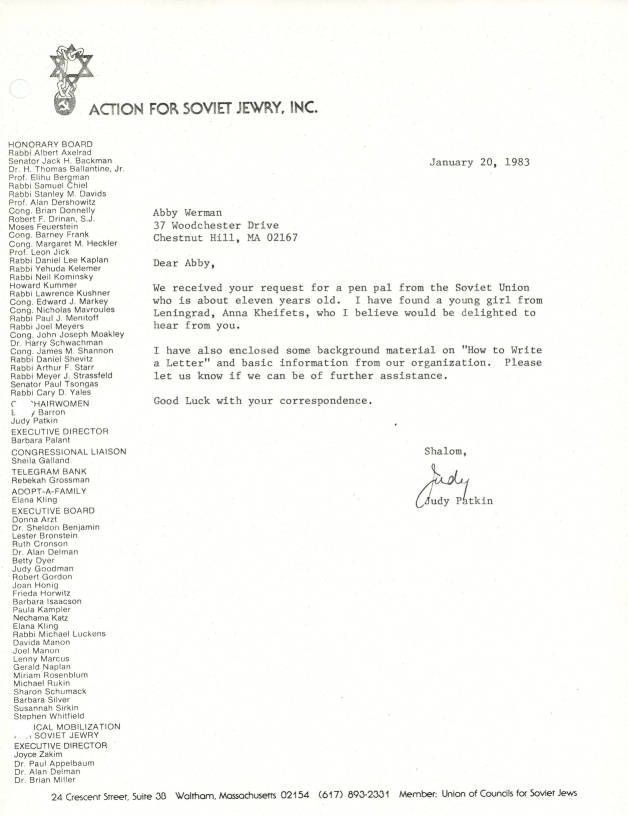 ACTION FOR SOVIET JEWRY, INC.
HONORARY BOARD
Rabbi Albert Axelrad
Senator Jack H. Backman
Dr. H. Thomas Ballantine, Jr.
Prof. Elihu Bergman
Rabbi Samuel Chiel
Rabbi Stanley M. Davids
Prof. Alan Dershowitz
Cong. Brian Donnelly
Robert F. Drinan, S.J.
Moses Feuerstein
Cong. Barney Frank
Cong. Margaret M. Heckler
Prof. Leon Jick
Rabbi Daniel Lee Kaplan
Rabbi Yehuda Kelemer
Rabbi Neil Kominsky
Howard Kummer
Rabbi Lawrence Kushner
Cong. Edward J. Markey
Cong. Nicholas Mavroules
Rabbi Paul J. Menitoff
Rabbi Joel Meyers
Cong. John Joseph Moakley
Dr. Harry Schwachman
Cong. James M. Shannon
Rabbi Daniel Shevitz
Rabbi Arthur F. Starr
Rabbi Meyer J. Strassfeld
Senator Paul Tsongas
Rabbi Cary D. Yales
HAIRWOMEN
Barron
Judy Patkin
EXECUTIVE DIRECTOR
Barbara Palant
CONGRESSIONAL LIAISON
Sheila Galland
TELEGRAM BANK
Rebekah Grossman
ADOPT-A-FAMILY
Elana Kling
EXECUTIVE BOARD
Donna Arzt
Dr. Sheldon Benjamin
Lester Bronstein
Ruth Cronson
Dr. Alan Delman
Betty Dyer
Judy Goodman
Robert Gordon
Joan Honig
Frieda Horwitz
Barbara Isaacson
Paula Kampler
Nechama Katz
Elana Kling
Rabbi Michael Luckens
Davida Manon
Joel Manon
Lenny Marcus
Gerald Naplan
Miriam Rosenblum
Michael Rukin
Sharon Schumack
Barbara Silver
Susannah Sirkin
Stephen Whitfield
ICAL MOBILIZATION
SOVIET JEWRY
EXECUTIVE DIRECTOR
Joyce Zakim
Dr. Paul Appelbaum
Dr. Alan Delman
Dr. Brian Miller
January 20, 1983
Abby Werman
37 Woodchester Drive
Chestnut Hill, MA 02167
Dear Abby,
We received your request for a pen pal from the Soviet Union
who is about eleven years old. I have found a young girl from
Leningrad, Anna Kheifets, who I believe would be delighted to
hear from you.
I have also enclosed some background material on "How to Write
a Letter" and basic information from our organization. Please
let us know if we can be of further assistance.
Good Luck with your correspondence.
Shalom,
Judy
Judy Patkin
24 Crescent Street, Suite 3B Waltham, Massachusetts 02154 (617) 893-2331 Member: Union of Councils for Soviet Jews